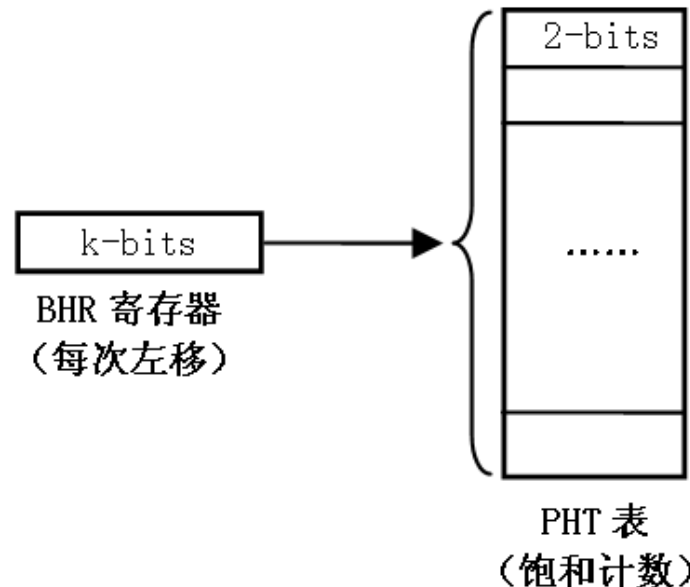 2-bits
k-bits
……
BHR 寄存器
（每次左移）
PHT 表
（饱和计数）